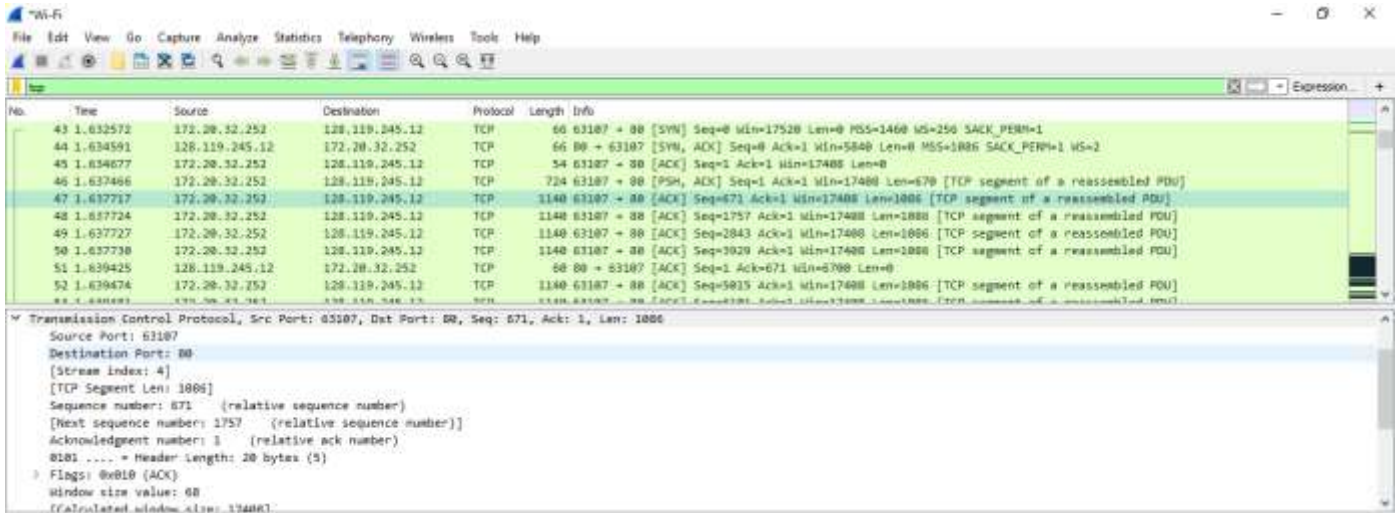 *Wi-Fi
File Edit View Go Capture Analyze Statistics Telephony Wireless Tools Help
tcp Expression... +
No. Time Source Destination Protocol Length Info
43 1.632572 172.20.32.252 128.119.245.12 TCP 66 63107 → 80 [SYN] Seq=0 Win=17520 Len=0 MSS=1460 WS=256 SACK_PERM=1
44 1.634591 128.119.245.12 172.20.32.252 TCP 66 80 → 63107 [SYN, ACK] Seq=0 Ack=1 Win=5840 Len=0 MSS=1086 SACK_PERM=1 WS=2
45 1.634677 172.20.32.252 128.119.245.12 TCP 54 63107 → 80 [ACK] Seq=1 Ack=1 Win=17408 Len=0
46 1.637466 172.20.32.252 128.119.245.12 TCP 724 63107 → 80 [PSH, ACK] Seq=1 Ack=1 Win=17408 Len=670 [TCP segment of a reassembled PDU]
47 1.637717 172.20.32.252 128.119.245.12 TCP 1140 63107 → 80 [ACK] Seq=671 Ack=1 Win=17408 Len=1086 [TCP segment of a reassembled PDU]
48 1.637724 172.20.32.252 128.119.245.12 TCP 1140 63107 → 80 [ACK] Seq=1757 Ack=1 Win=17408 Len=1086 [TCP segment of a reassembled PDU]
49 1.637727 172.20.32.252 128.119.245.12 TCP 1140 63107 → 80 [ACK] Seq=2843 Ack=1 Win=17408 Len=1086 [TCP segment of a reassembled PDU]
50 1.637730 172.20.32.252 128.119.245.12 TCP 1140 63107 → 80 [ACK] Seq=3929 Ack=1 Win=17408 Len=1086 [TCP segment of a reassembled PDU]
51 1.639425 128.119.245.12 172.20.32.252 TCP 60 80 → 63107 [ACK] Seq=1 Ack=671 Win=6700 Len=0
52 1.639474 172.20.32.252 128.119.245.12 TCP 1140 63107 → 80 [ACK] Seq=5015 Ack=1 Win=17408 Len=1086 [TCP segment of a reassembled PDU]
Transmission Control Protocol, Src Port: 63107, Dst Port: 80, Seq: 671, Ack: 1, Len: 1086
Source Port: 63107
Destination Port: 80
[Stream index: 4]
[TCP Segment Len: 1086]
Sequence number: 671 (relative sequence number)
[Next sequence number: 1757 (relative sequence number)]
Acknowledgment number: 1 (relative ack number)
0101 .... = Header Length: 20 bytes (5)
Flags: 0x010 (ACK)
Window size value: 68
[Calculated window size: 17408]